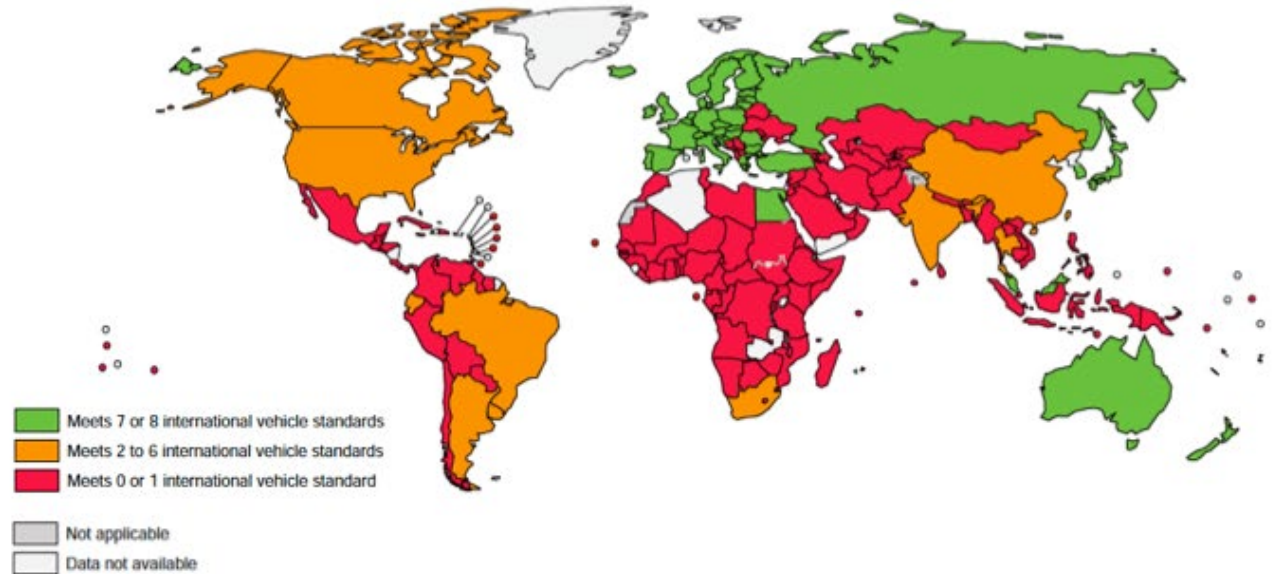 Meets 7 or 8 international vehicle standards
Meets 2 to 6 international vehicle standards
Meets 0 or 1 international vehicle standard
Not applicable
Data not available